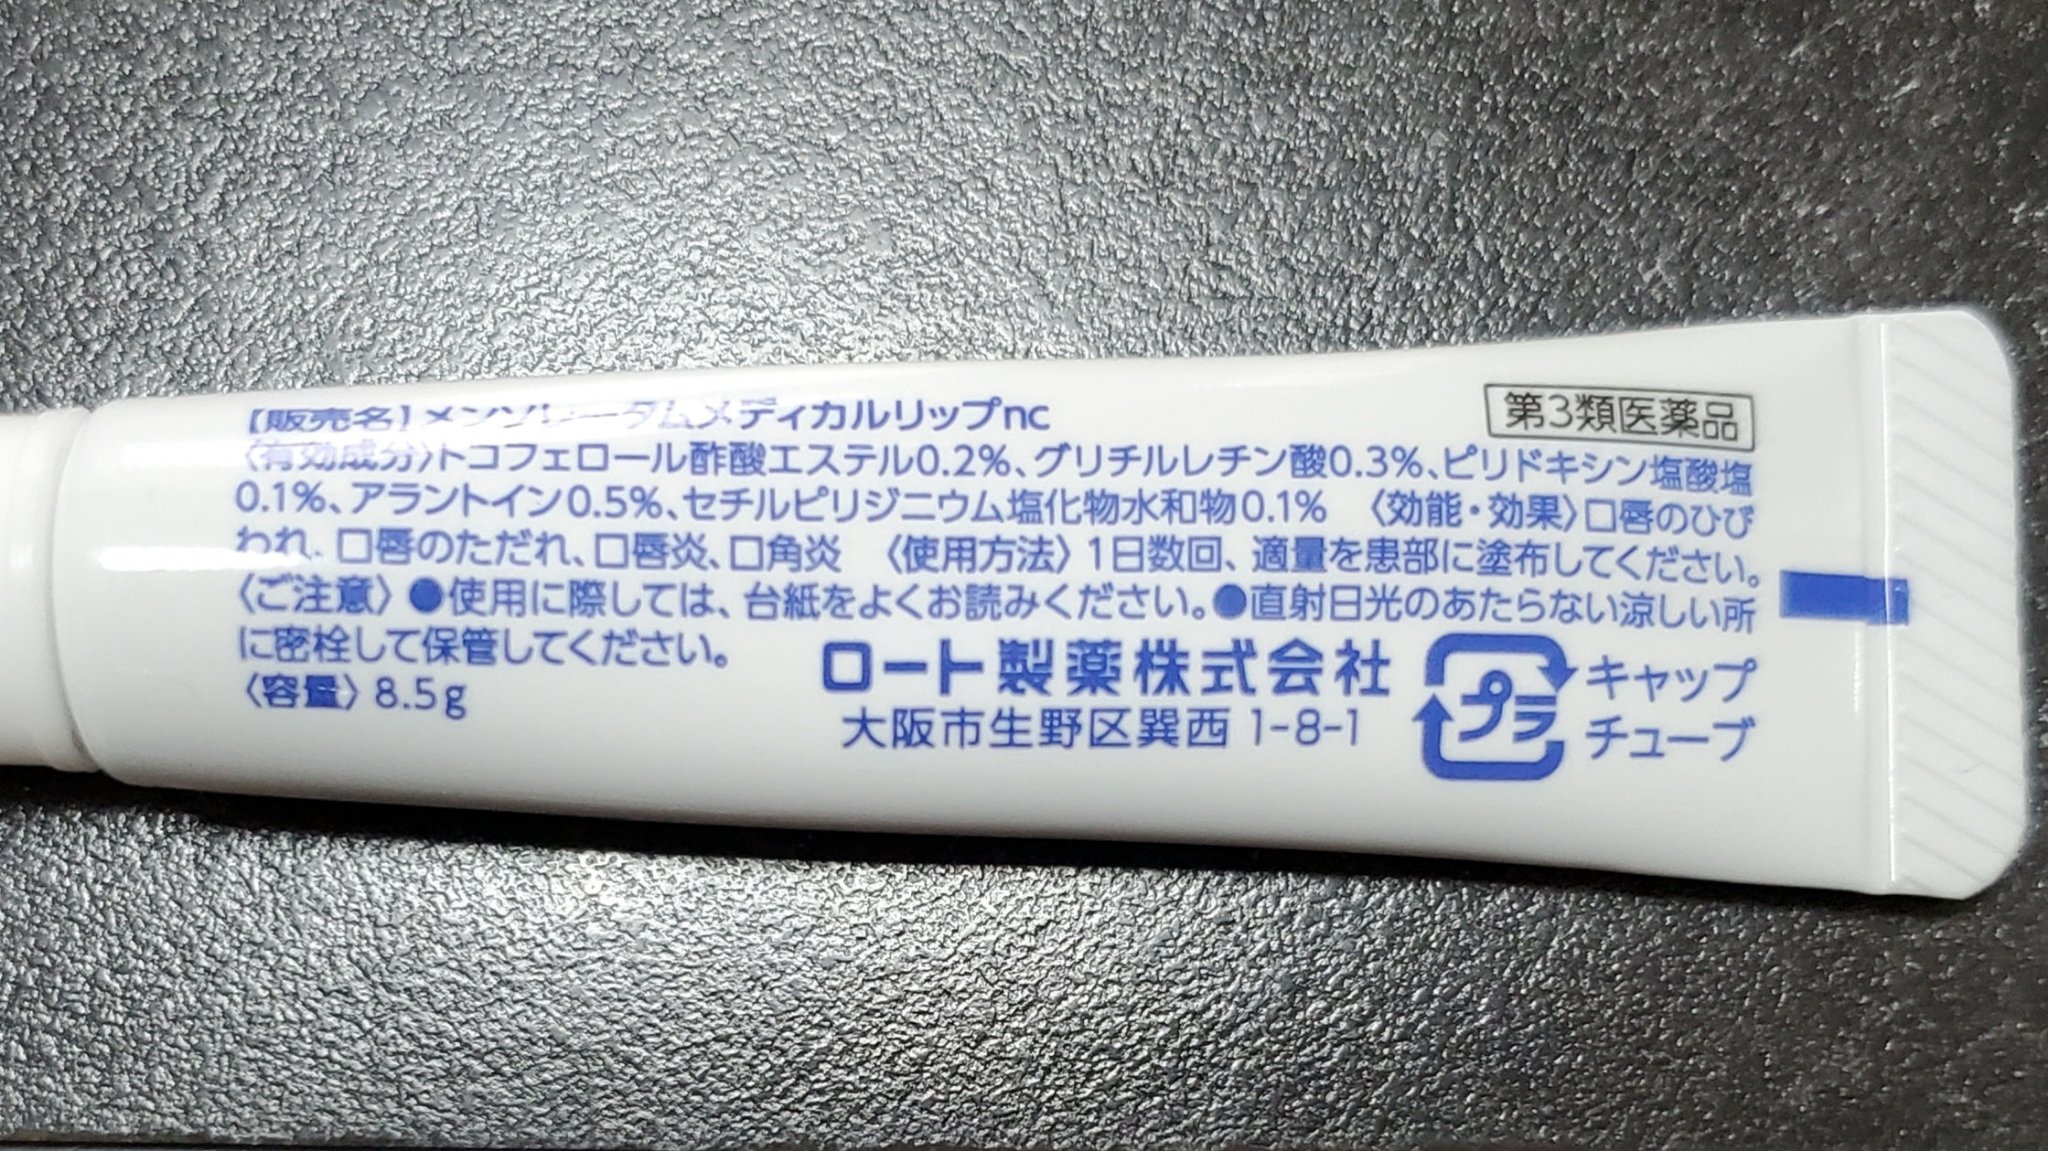 【販売名】メンソレータムメディカルリップnc
第3類医薬品
〈有効成分〉トコフェロール酢酸エステル0.2%、グリチルレチン酸0.3%、ピリドキシン塩酸塩
0.1%、アラントイン0.5%、セチルピリジニウム塩化物水和物0.1% 〈効能・効果〉口唇のひび
われ、口唇のただれ、口唇炎、口角炎 〈使用方法〉1日数回、適量を患部に塗布してください。
〈ご注意〉●使用に際しては、台紙をよくお読みください。●直射日光のあたらない涼しい所
に密栓して保管してください。
〈容量〉8.5g
ロート製薬株式会社
大阪市生野区巽西1-8-1
プラ
キャップ
チューブ